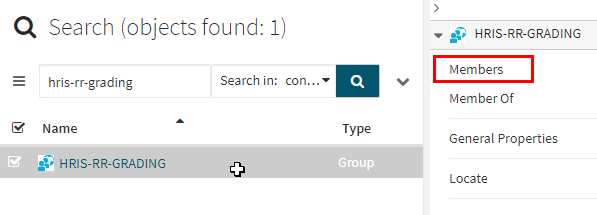 Search (objects found: 1)
hris-rr-grading
Search in: con...
Name
Type
HRIS-RR-GRADING
Group
HRIS-RR-GRADING
Members
Member Of
General Properties
Locate